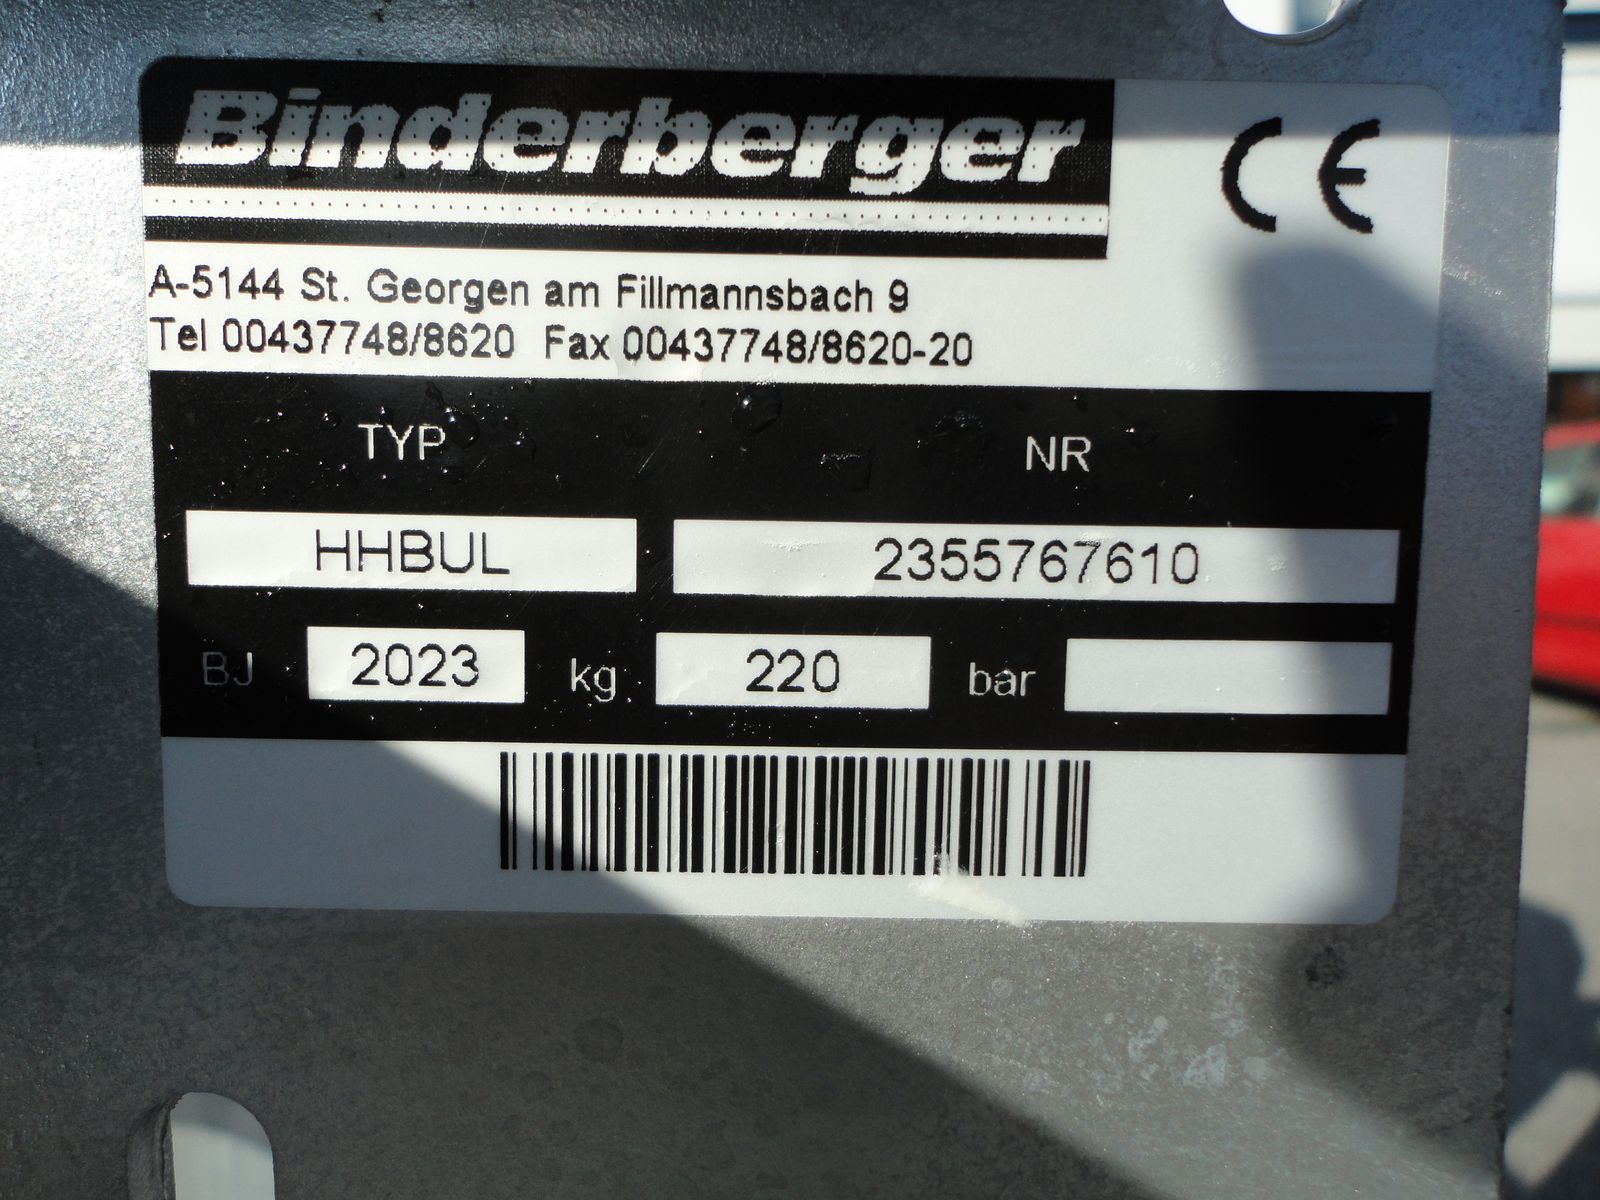 Binderberger
CE
A-5144 St. Georgen am Fillmannsbach 9
Tel 00437748/8620 Fax 00437748/8620-20
TYP NR
HHBUL 2355767610
BJ 2023 kg 220 bar